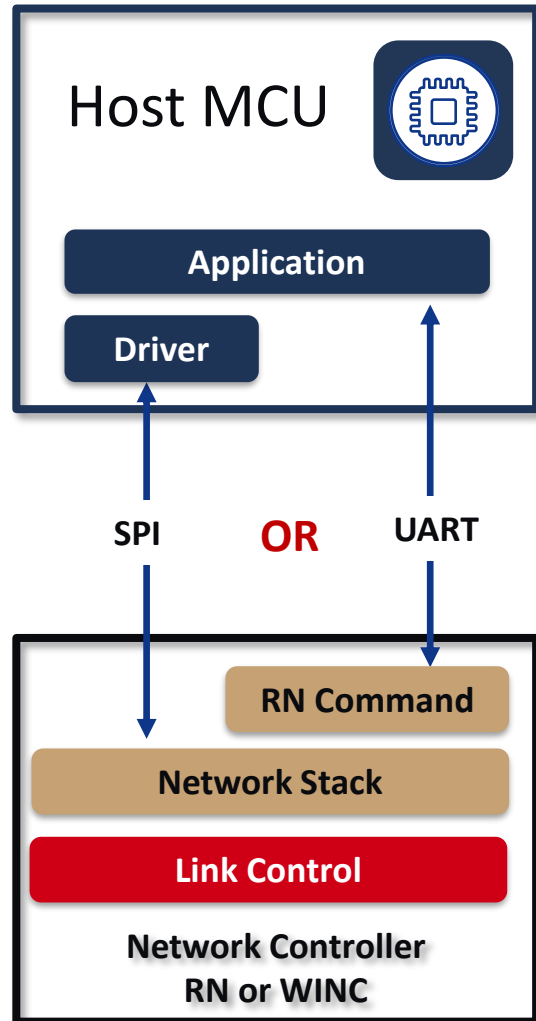 Host MCU
Application
Driver
SPI
OR
UART
RN Command
Network Stack
Link Control
Network Controller
RN or WINC